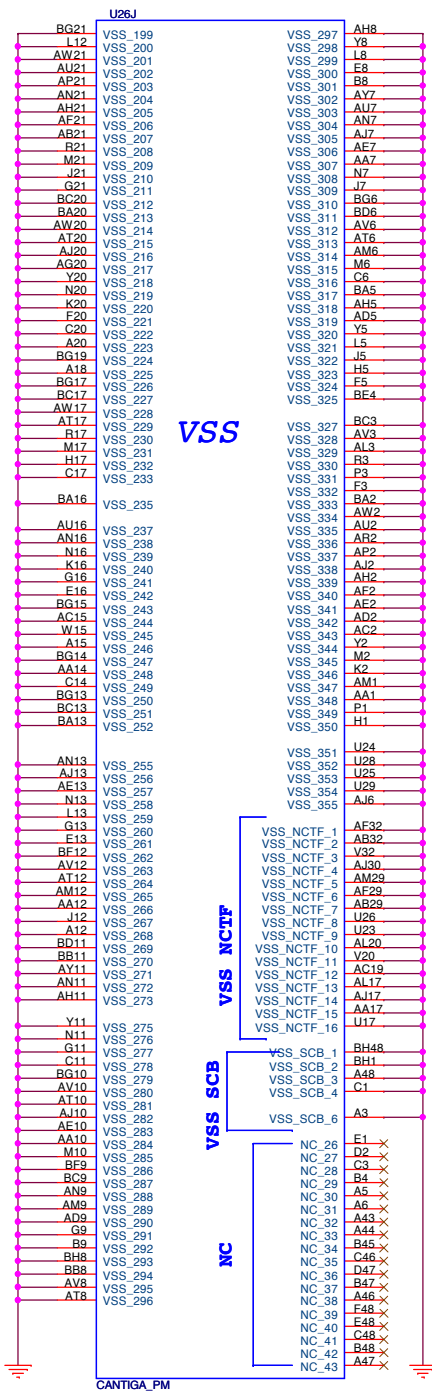 U26J
BG21 VSS_199 VSS_297 AH8
L12 VSS_200 VSS_298 Y8
AW21 VSS_201 VSS_299 L8
AU21 VSS_202 VSS_300 E8
AP21 VSS_203 VSS_301 B8
AN21 VSS_204 VSS_302 AY7
AH21 VSS_205 VSS_303 AU7
AF21 VSS_206 VSS_304 AN7
AB21 VSS_207 VSS_305 AJ7
R21 VSS_208 VSS_306 AE7
M21 VSS_209 VSS_307 AA7
J21 VSS_210 VSS_308 N7
G21 VSS_211 VSS_309 J7
BC20 VSS_212 VSS_310 BG6
BA20 VSS_213 VSS_311 BD6
AW20 VSS_214 VSS_312 AV6
AT20 VSS_215 VSS_313 AT6
AJ20 VSS_216 VSS_314 AM6
AG20 VSS_217 VSS_315 M6
Y20 VSS_218 VSS_316 C6
N20 VSS_219 VSS_317 BA5
K20 VSS_220 VSS_318 AH5
F20 VSS_221 VSS_319 AD5
C20 VSS_222 VSS_320 Y5
A20 VSS_223 VSS_321 L5
BG19 VSS_224 VSS_322 J5
A18 VSS_225 VSS_323 H5
BG17 VSS_226 VSS_324 F5
BC17 VSS_227 VSS_325 BE4
AW17 VSS_228
AT17 VSS_229 VSS_327 BC3
VSS
R17 VSS_230 VSS_328 AV3
M17 VSS_231 VSS_329 AL3
H17 VSS_232 VSS_330 R3
C17 VSS_233 VSS_331 P3
VSS_332 F3
BA16 VSS_235 VSS_333 BA2
VSS_334 AW2
AU16 VSS_237 VSS_335 AU2
AN16 VSS_238 VSS_336 AR2
N16 VSS_239 VSS_337 AP2
K16 VSS_240 VSS_338 AJ2
G16 VSS_241 VSS_339 AH2
E16 VSS_242 VSS_340 AF2
BG15 VSS_243 VSS_341 AE2
AC15 VSS_244 VSS_342 AD2
W15 VSS_245 VSS_343 AC2
A15 VSS_246 VSS_344 Y2
BG14 VSS_247 VSS_345 M2
AA14 VSS_248 VSS_346 K2
C14 VSS_249 VSS_347 AM1
BG13 VSS_250 VSS_348 AA1
BC13 VSS_251 VSS_349 P1
BA13 VSS_252 VSS_350 H1
VSS_351 U24
AN13 VSS_255 VSS_352 U28
AJ13 VSS_256 VSS_353 U25
AE13 VSS_257 VSS_354 U29
N13 VSS_258 VSS_355 AJ6
L13 VSS_259
G13 VSS_260 VSS_NCTF_1 AF32
E13 VSS_261 VSS_NCTF_2 AB32
BF12 VSS_262 VSS_NCTF_3 V32
AV12 VSS_263 VSS_NCTF_4 AJ30
AT12 VSS_264 VSS_NCTF_5 AM29
AM12 VSS_265 VSS_NCTF_6 AF29
AA12 VSS_266 VSS_NCTF_7 AB29
J12 VSS_267 VSS_NCTF_8 U26
A12 VSS_268 VSS_NCTF_9 U23
BD11 VSS_269 VSS_NCTF_10 AL20
BB11 VSS_270 VSS_NCTF_11 V20
AY11 VSS_271 VSS_NCTF_12 AC19
AN11 VSS_272 VSS_NCTF_13 AL17
AH11 VSS_273 VSS_NCTF_14 AJ17
VSS_NCTF_15 AA17
Y11 VSS_275 VSS_NCTF_16 U17
VSS NCTF
N11 VSS_276
G11 VSS_277 VSS_SCB_1 BH48
C11 VSS_278 VSS_SCB_2 BH1
BG10 VSS_279 VSS_SCB_3 A48
AV10 VSS_280 VSS_SCB_4 C1
AT10 VSS_281
AJ10 VSS_282 VSS_SCB_6 A3
VSS SCB
AE10 VSS_283
AA10 VSS_284 NC_26 E1
M10 VSS_285 NC_27 D2
BF9 VSS_286 NC_28 C3
BC9 VSS_287 NC_29 B4
AN9 VSS_288 NC_30 A5
AM9 VSS_289 NC_31 A6
AD9 VSS_290 NC_32 A43
G9 VSS_291 NC_33 A44
B9 VSS_292 NC_34 B45
BH8 VSS_293 NC_35 C46
BB8 VSS_294 NC_36 D47
AV8 VSS_295 NC_37 B47
AT8 VSS_296 NC_38 A46
NC_39 F48
NC_40 E48
NC_41 C48
NC_42 B48
NC_43 A47
NC
CANTIGA_PM